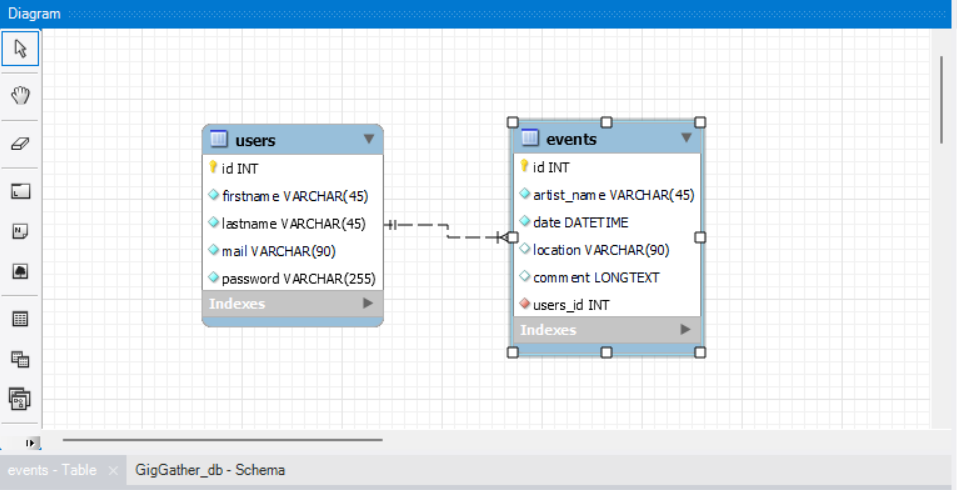 Diagram
users
id INT
firstname VARCHAR(45)
lastname VARCHAR(45)
mail VARCHAR(90)
password VARCHAR(255)
Indexes
events
id INT
artist_name VARCHAR(45)
date DATETIME
location VARCHAR(90)
comment LONGTEXT
users_id INT
Indexes
events - Table
GigGather_db - Schema